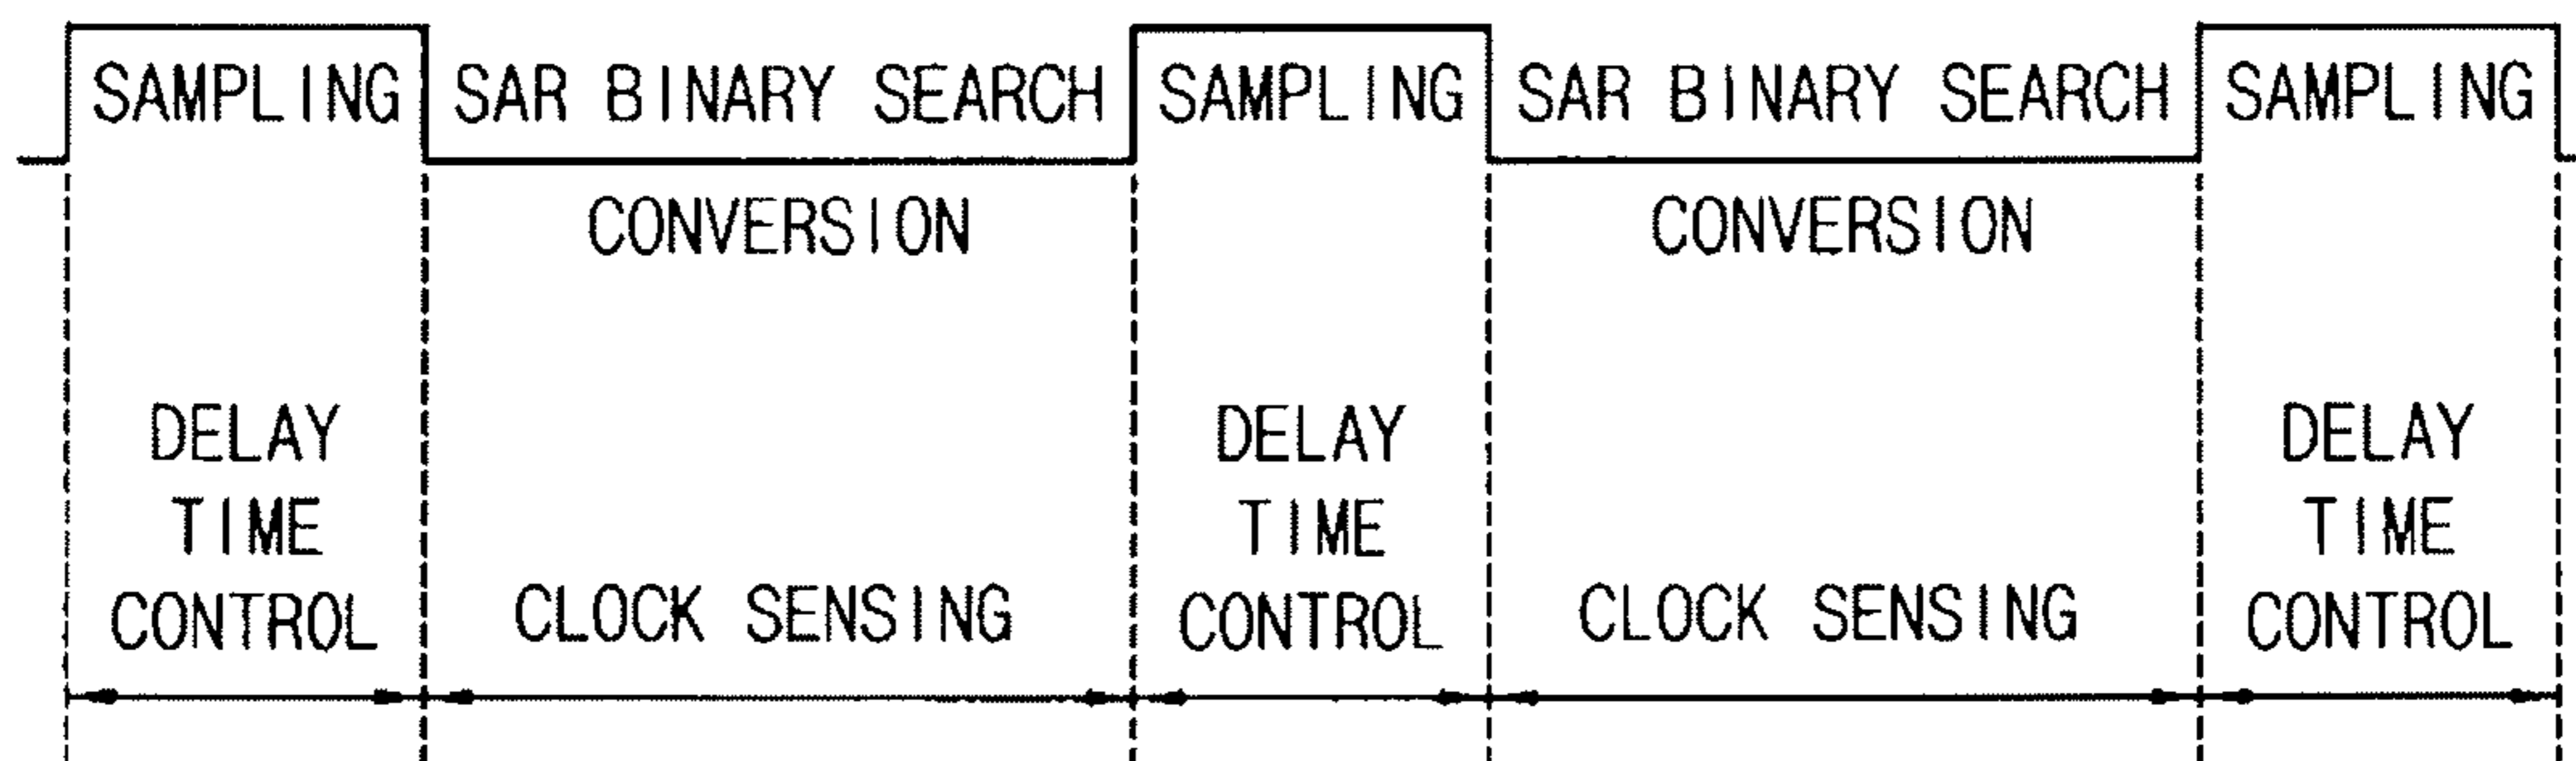 SAMPLING SAR BINARY SEARCH SAMPLING SAR BINARY SEARCH SAMPLING
CONVERSION CONVERSION
DELAY DELAY DELAY
TIME TIME TIME
CONTROL CLOCK SENSING CONTROL CLOCK SENSING CONTROL